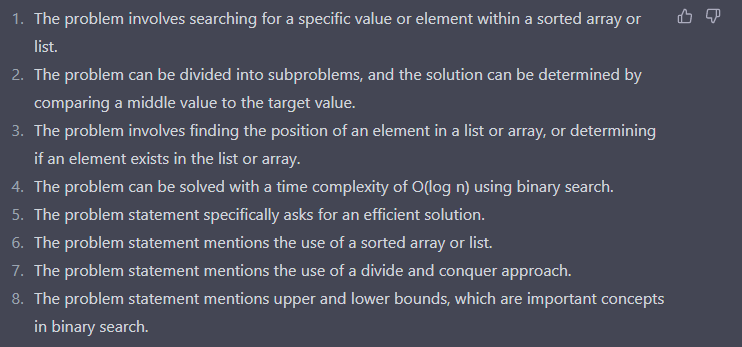 1. The problem involves searching for a specific value or element within a sorted array or
list.
2. The problem can be divided into subproblems, and the solution can be determined by
comparing a middle value to the target value.
3. The problem involves finding the position of an element in a list or array, or determining
if an element exists in the list or array.
4. The problem can be solved with a time complexity of O(log n) using binary search.
5. The problem statement specifically asks for an efficient solution.
6. The problem statement mentions the use of a sorted array or list.
7. The problem statement mentions the use of a divide and conquer approach.
8. The problem statement mentions upper and lower bounds, which are important concepts
in binary search.